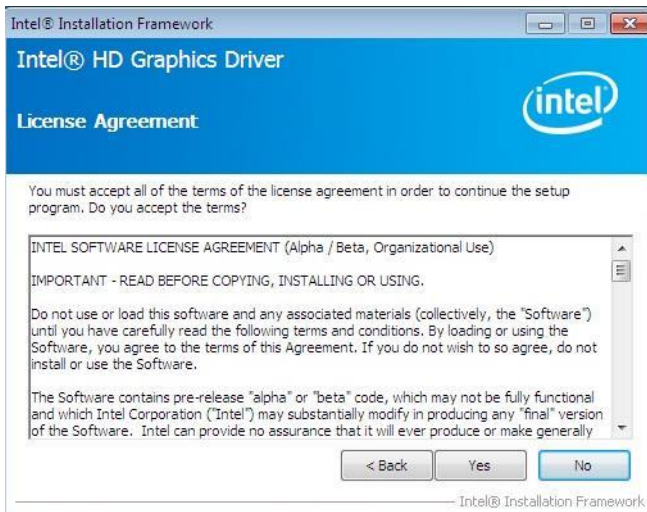 Intel® Installation Framework
Intel® HD Graphics Driver
License Agreement
intel
You must accept all of the terms of the license agreement in order to continue the setup
program. Do you accept the terms?
INTEL SOFTWARE LICENSE AGREEMENT (Alpha / Beta, Organizational Use)
IMPORTANT - READ BEFORE COPYING, INSTALLING OR USING.
Do not use or load this software and any associated materials (collectively, the "Software")
until you have carefully read the following terms and conditions. By loading or using the
Software, you agree to the terms of this Agreement. If you do not wish to so agree, do not
install or use the Software.
The Software contains pre-release "alpha" or "beta" code, which may not be fully functional
and which Intel Corporation ("Intel") may substantially modify in producing any "final" version
of the Software. Intel can provide no assurance that it will ever produce or make generally
< Back Yes No
Intel® Installation Framework